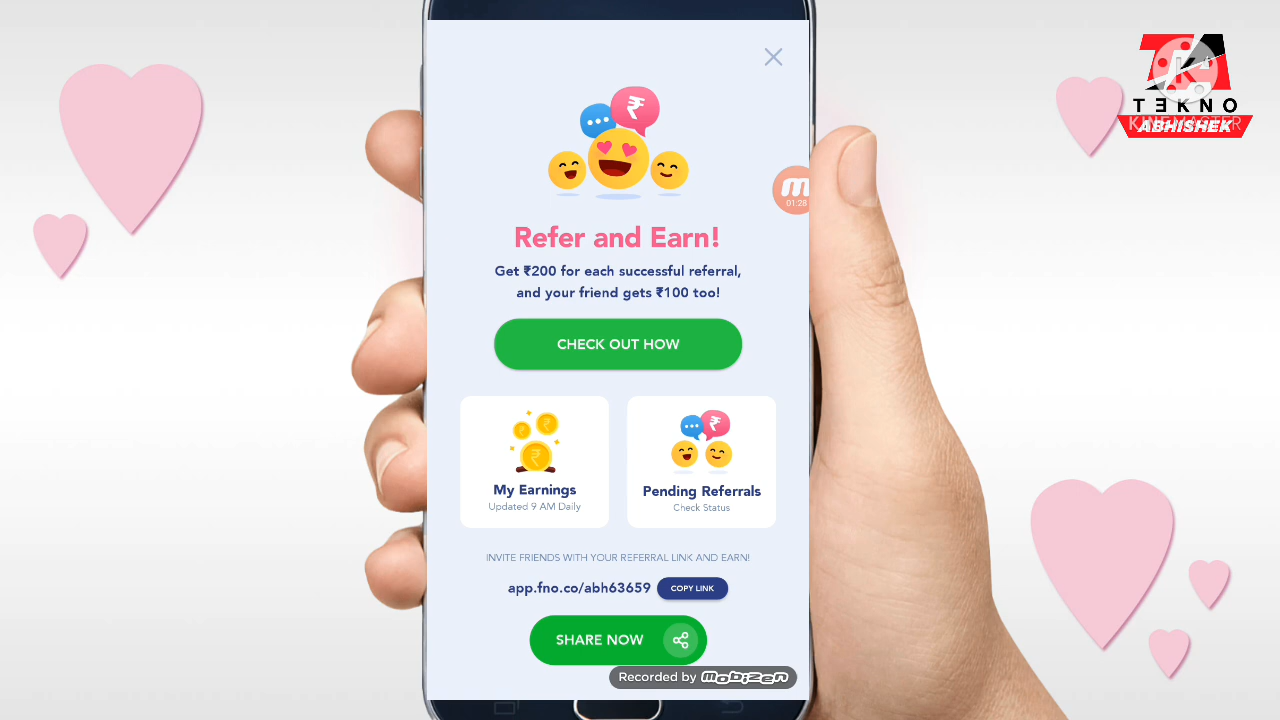 TEKNO
KINEMASTER
ABHISHEK
01:28
Refer and Earn!
Get ₹200 for each successful referral,
and your friend gets ₹100 too!
CHECK OUT HOW
My Earnings
Updated 9 AM Daily
Pending Referrals
Check Status
INVITE FRIENDS WITH YOUR REFERRAL LINK AND EARN!
app.fno.co/abh63659
COPY LINK
SHARE NOW
Recorded by mobizen